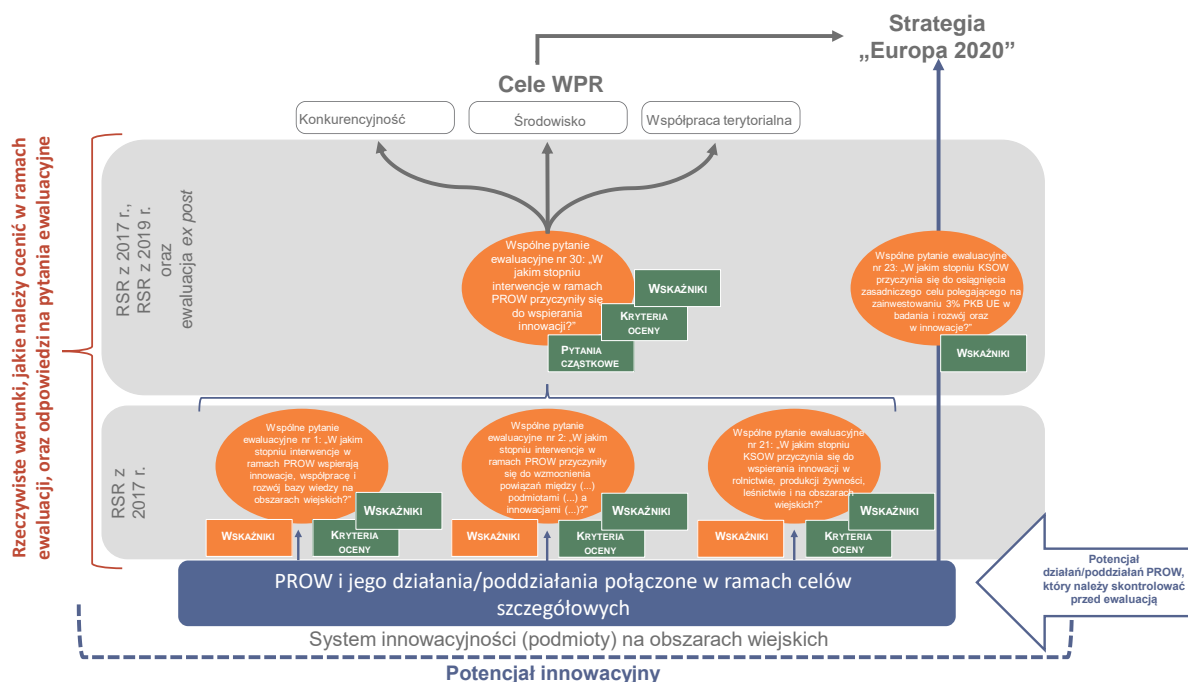 Strategia
„Europa 2020”
Cele WPR
Konkurencyjność
Środowisko
Współpraca terytorialna
Rzeczywiste warunki, jakie należy ocenić w ramach
ewaluacji, oraz odpowiedzi na pytania ewaluacyjne
RSR z 2017 r.,
RSR z 2019 r.
oraz
ewaluacja ex post
Wspólne pytanie
ewaluacyjne nr 30: „W
jakim stopniu
interwencje w
ramach PROW
PROW przyczyniły się
do wspierania
innowacji?”
WSKAŹNIKI
KRYTERIA
OCENY
PYTANIA
CZĄSTKOWE
Wspólne pytanie ewaluacyjne
nr 23: „W jakim stopniu KSOW
przyczynia się do osiągnięcia
zasadniczego celu polegającego na
zainwestowaniu 3% PKB UE w
badania i rozwój oraz
w innowacje?”
WSKAŹNIKI
RSR z
2017 r.
Wspólne pytanie
ewaluacyjne nr 1: „W jakim
stopniu interwencje w
ramach PROW wspierają
innowacje, współpracę i
rozwój bazy wiedzy na
obszarach wiejskich?”
WSKAŹNIKI
WSKAŹNIKI
KRYTERIA
OCENY
Wspólne pytanie
ewaluacyjne nr 2: „W jakim
stopniu interwencje w
ramach PROW przyczyniły
się do wzmocnienia
powiązań między (...)
podmiotami (...) a
innowacjami (...)?”
WSKAŹNIKI
WSKAŹNIKI
KRYTERIA
OCENY
Wspólne pytanie ewaluacyjne
nr 21: „W jakim stopniu
KSOW przyczynia się do
wspierania innowacji w
rolnictwie, produkcji żywności,
leśnictwie i na obszarach
wiejskich?”
WSKAŹNIKI
WSKAŹNIKI
KRYTERIA
OCENY
PROW i jego działania/poddziałania połączone w ramach celów
szczegółowych
Potencjał
działań/poddziałań PROW,
który należy skontrolować
przed ewaluacją
System innowacyjności (podmioty) na obszarach wiejskich
Potencjał innowacyjny